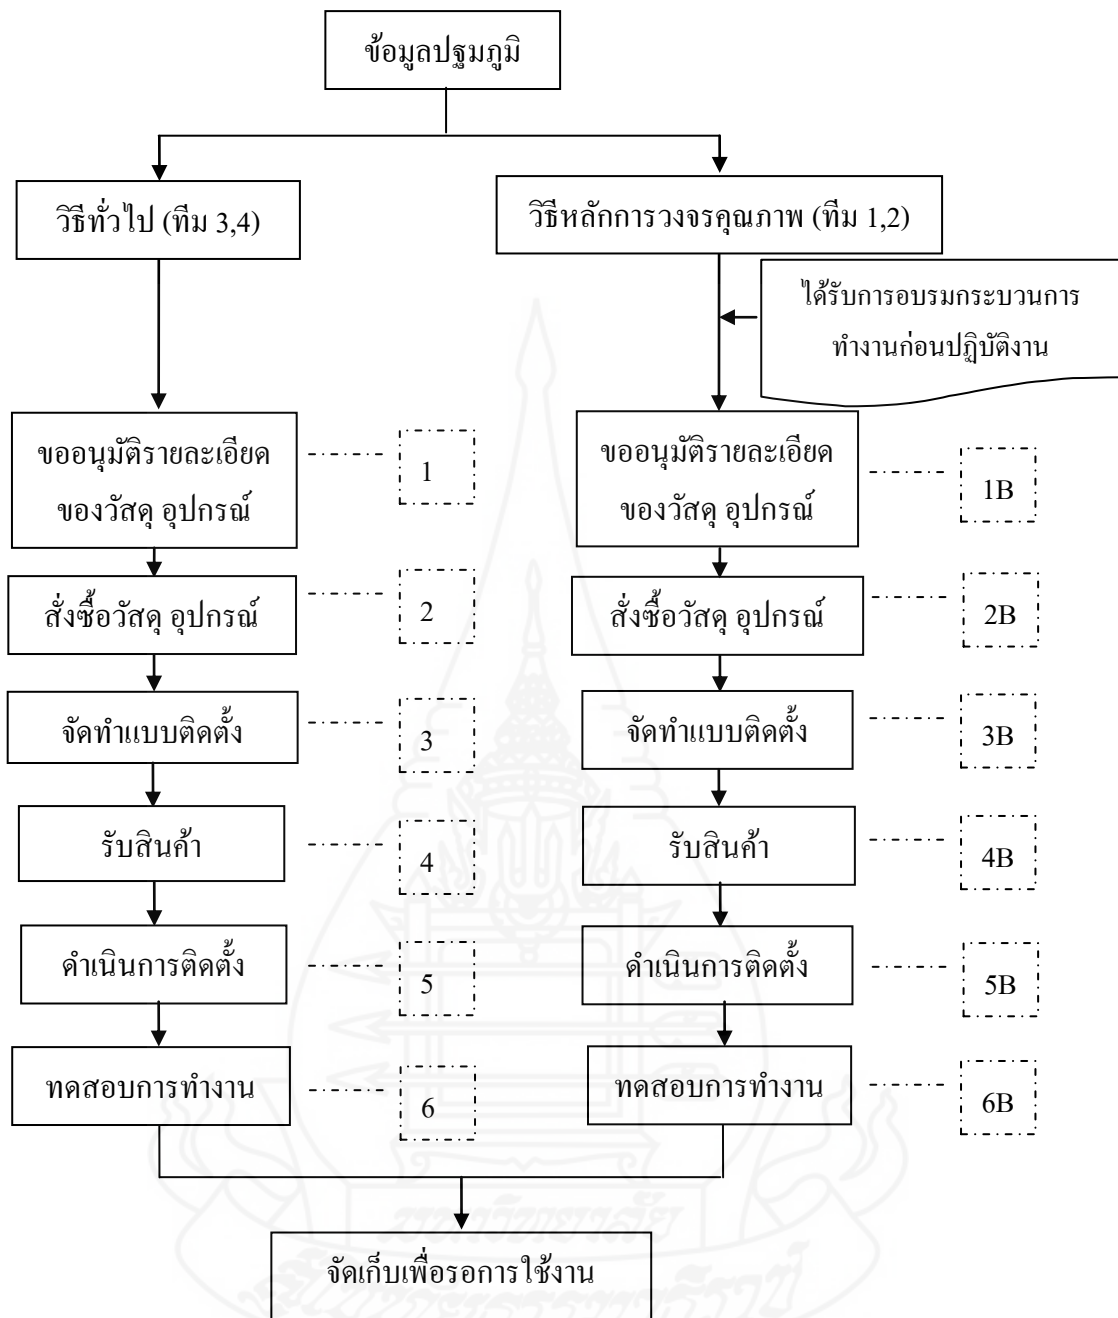 ข้อมูลปฐมภูมิ
วิธีทั่วไป (ทีม 3,4)
วิธีหลักการวงจรคุณภาพ (ทีม 1,2)
ได้รับการอบรมกระบวนการ
ทำงานก่อนปฏิบัติงาน
ขออนุมัติรายละเอียด
ของวัสดุ อุปกรณ์
1
ขออนุมัติรายละเอียด
ของวัสดุ อุปกรณ์
1B
สั่งซื้อวัสดุ อุปกรณ์
2
สั่งซื้อวัสดุ อุปกรณ์
2B
จัดทำแบบติดตั้ง
3
จัดทำแบบติดตั้ง
3B
รับสินค้า
4
รับสินค้า
4B
ดำเนินการติดตั้ง
5
ดำเนินการติดตั้ง
5B
ทดสอบการทำงาน
6
ทดสอบการทำงาน
6B
มหาวิทยาลัย
จัดเก็บเพื่อรอการใช้งาน